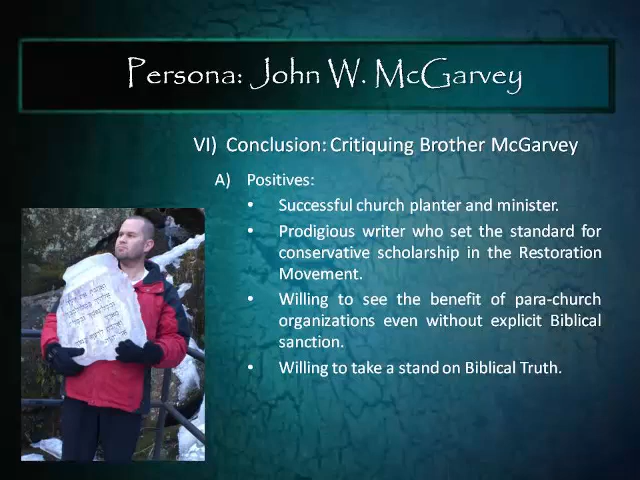 Persona: John W. McGarvey
VI) Conclusion: Critiquing Brother McGarvey
A) Positives:
• Successful church planter and minister.
• Prodigious writer who set the standard for
conservative scholarship in the Restoration
Movement.
• Willing to see the benefit of para-church
organizations even without explicit Biblical
sanction.
• Willing to take a stand on Biblical Truth.